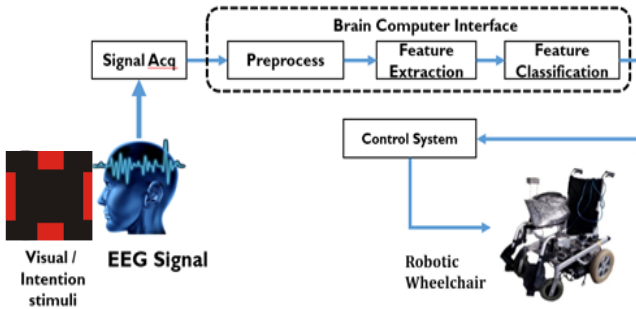 Brain Computer Interface
Signal Acq
Preprocess
Feature
Extraction
Feature
Classification
Control System
Visual /
Intention
stimuli
EEG Signal
Robotic
Wheelchair